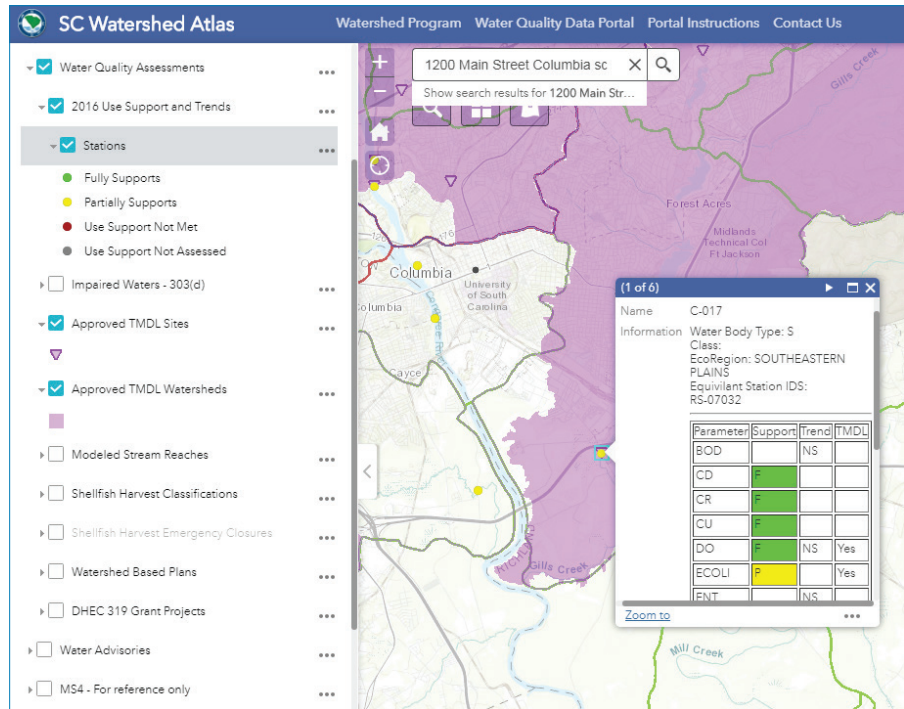 SC Watershed Atlas
Watershed Program Water Quality Data Portal Portal Instructions Contact Us
Water Quality Assessments
2016 Use Support and Trends
Stations
Fully Supports
Partially Supports
Use Support Not Met
Use Support Not Assessed
Impaired Waters - 303(d)
Approved TMDL Sites
Approved TMDL Watersheds
Modeled Stream Reaches
Shellfish Harvest Classifications
Shellfish Harvest Emergency Closures
Watershed Based Plans
DHEC 319 Grant Projects
Water Advisories
MS4 - For reference only
1200 Main Street Columbia sc
Show search results for 1200 Main Str...
Gills Creek
Forest Acres
Midlands
Technical Col
Ft Jackson
126
176
Columbia
University
of South
Carolina
olumbia
Cayce
RICHLAND
Gills Creek
Mill Creek
(1 of 6)
Name C-017
Information Water Body Type: S
Class:
EcoRegion: SOUTHEASTERN
PLAINS
Equivilant Station IDS:
RS-07032
Parameter Support Trend TMDL
BOD NS
CD F
CR F
CU F
DO F NS Yes
ECOLI P Yes
ENT NS
Zoom to